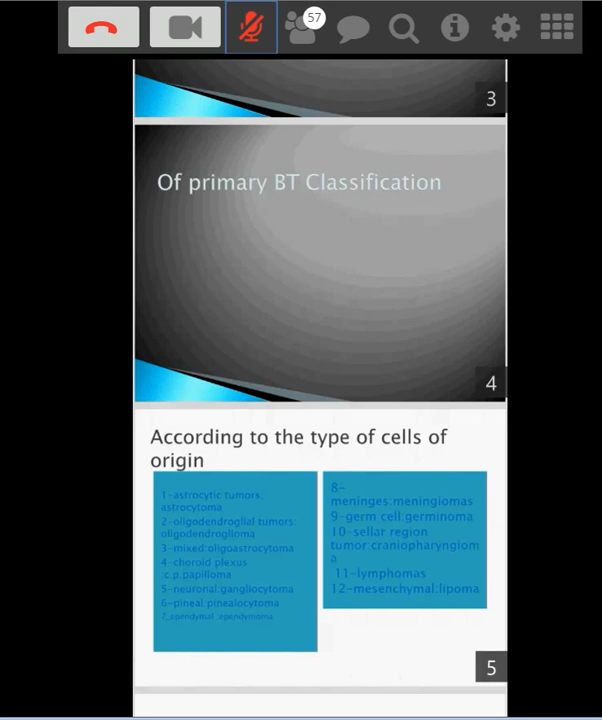 57
3
Of primary BT Classification
4
According to the type of cells of
origin
1-astrocytic tumors:
astrocytoma
2-oligodendroglial tumors:
oligodendroglioma
3-mixed:oligoastrocytoma
4-choroid plexus
:c.p.papilloma
5-neuronal:gangliocytoma
6-pineal:pinealocytoma
7_ependymal :ependymoma
8-
meninges:meningiomas
9-germ cell:germinoma
10-sellar region
tumor:craniopharyngiom
a
11-lymphomas
12-mesenchymal:lipoma
5